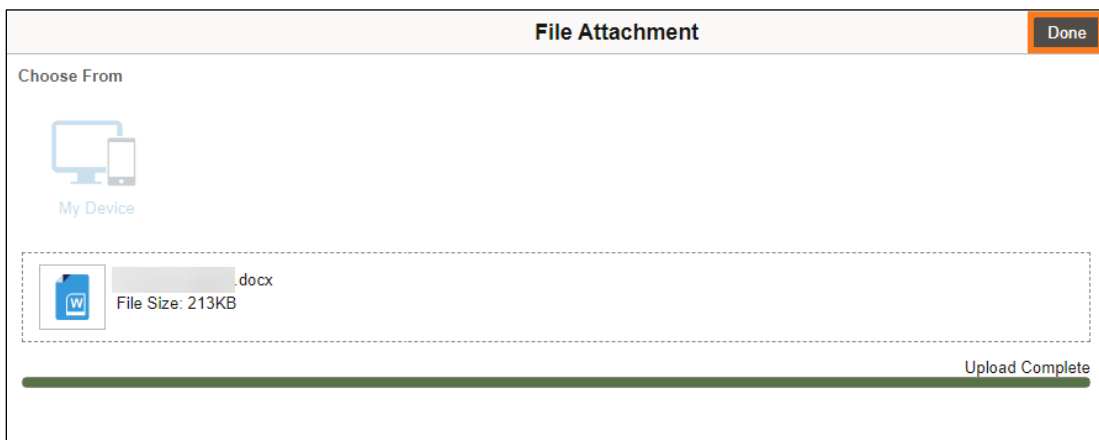 File Attachment
Done
Choose From
My Device
W
.docx
File Size: 213KB
Upload Complete